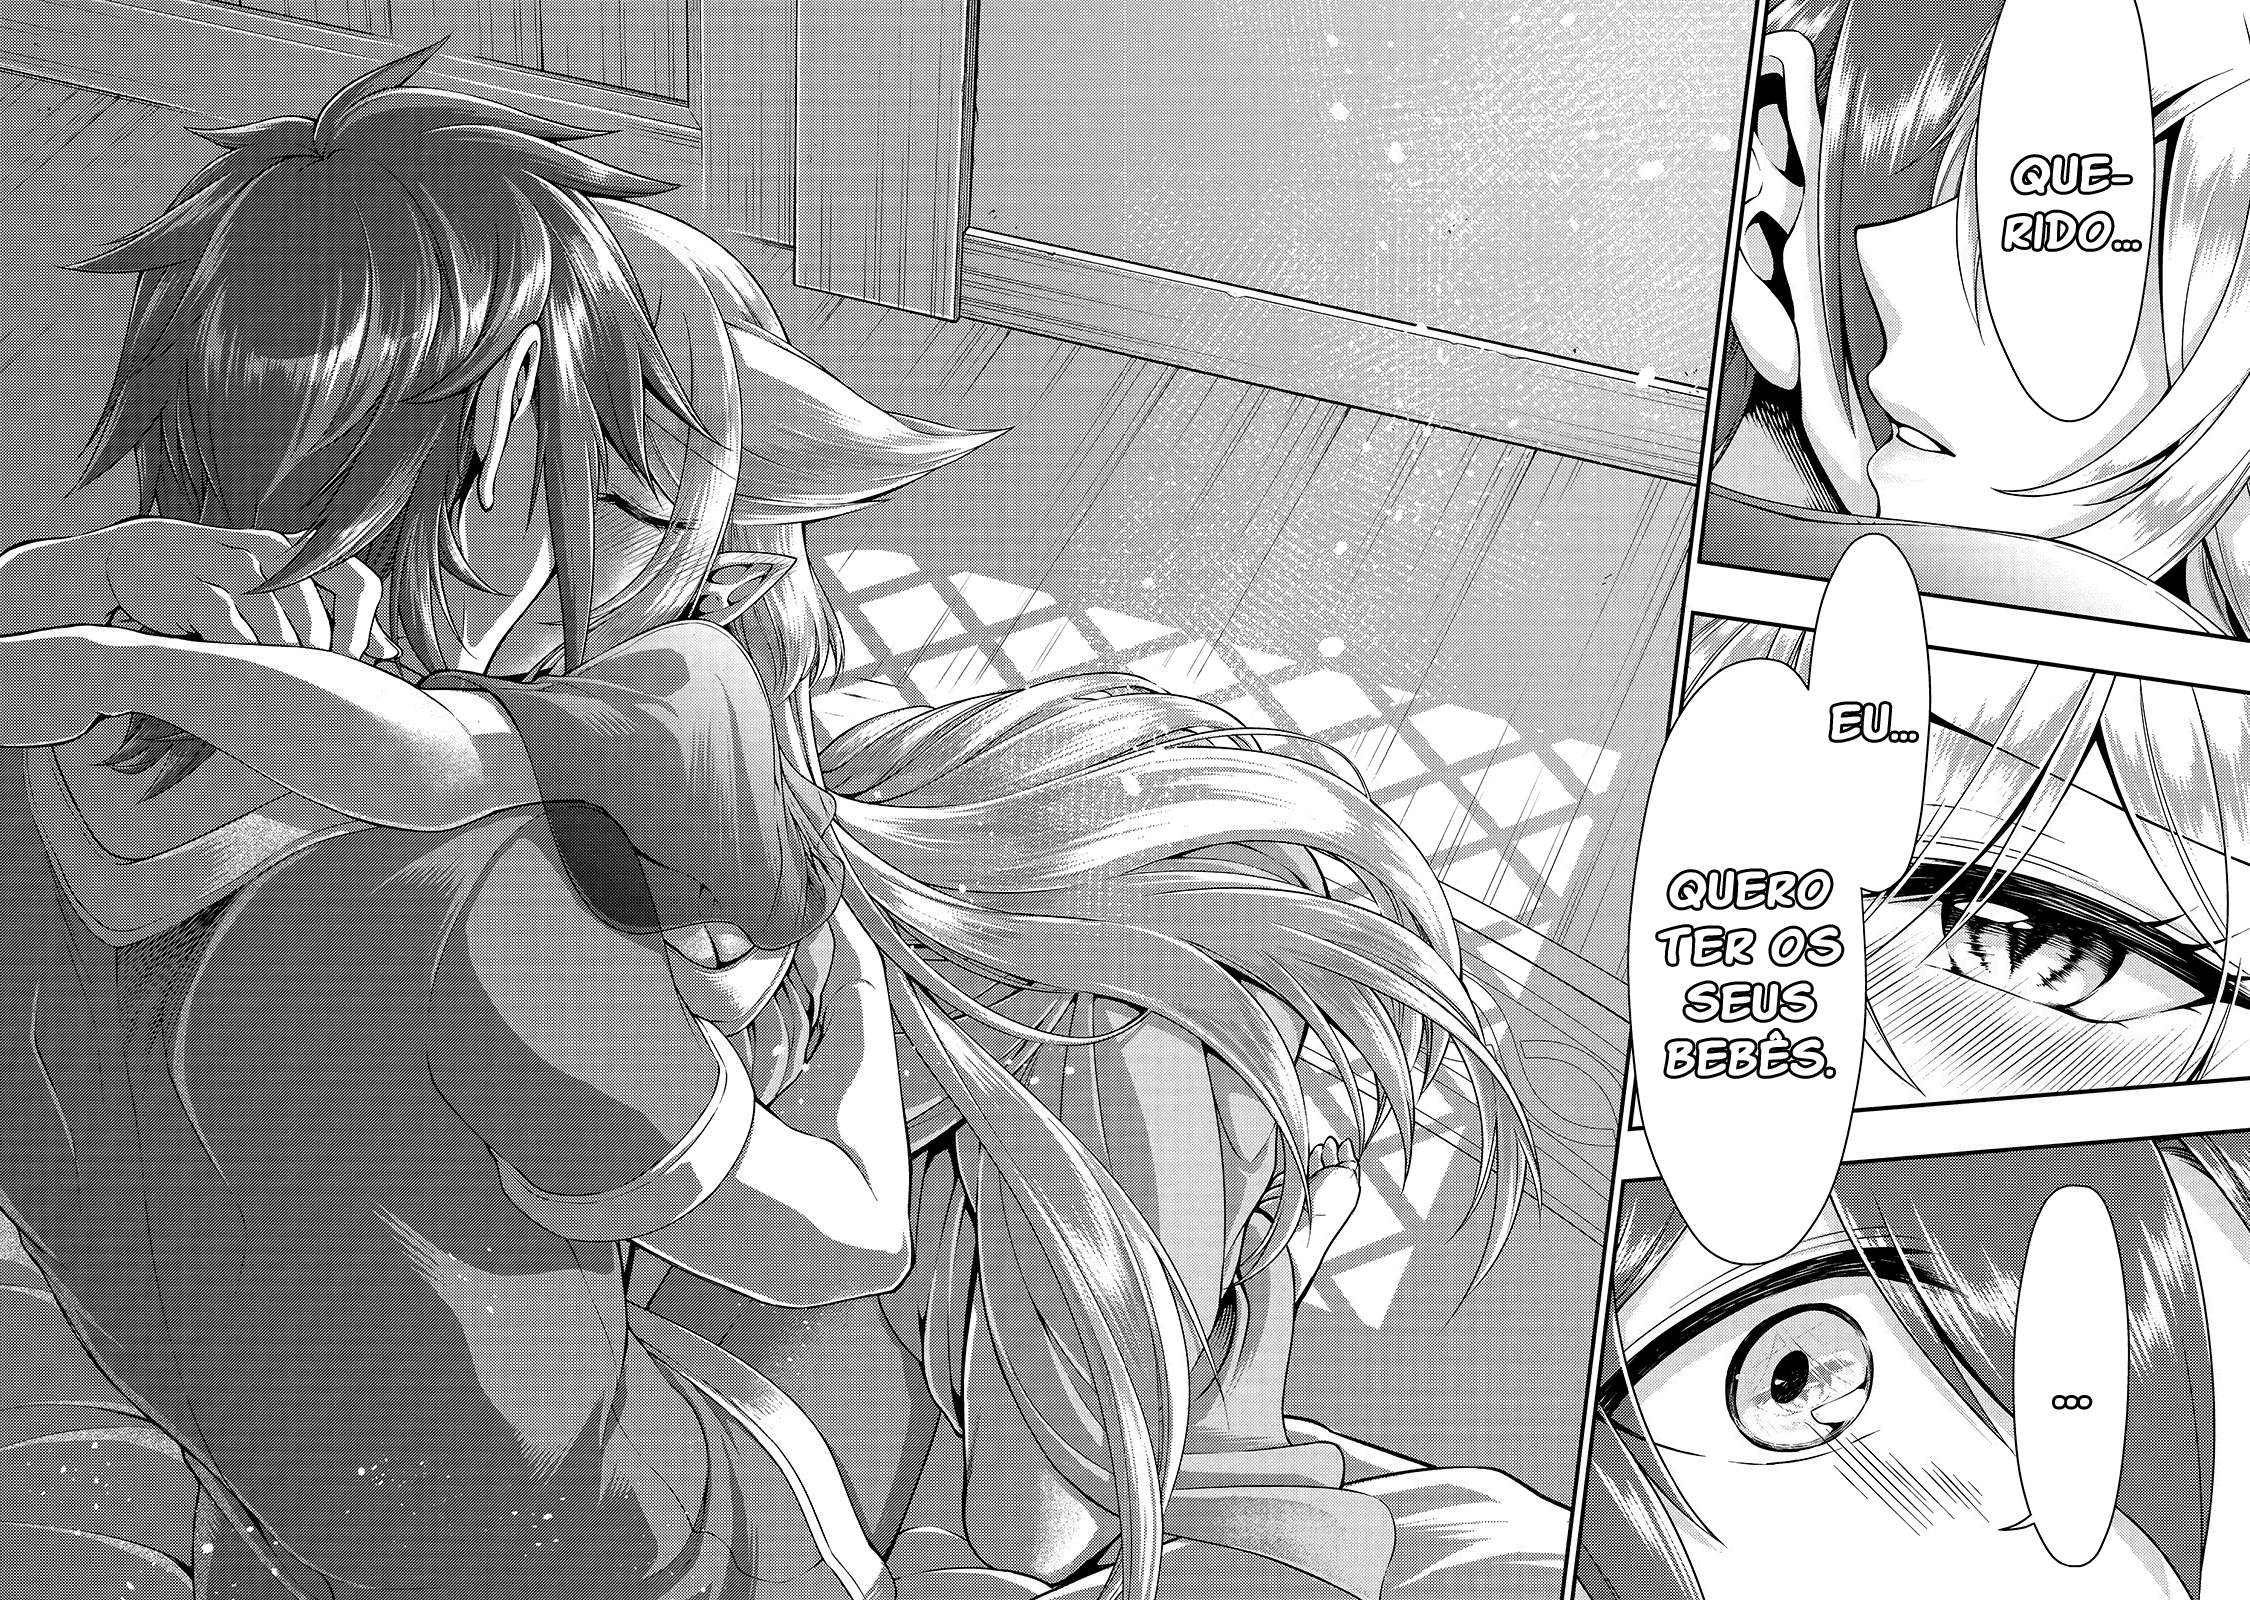 QUE-
RIDO...
EU...
QUERO
TER OS
SEUS
BEBÊS.
...